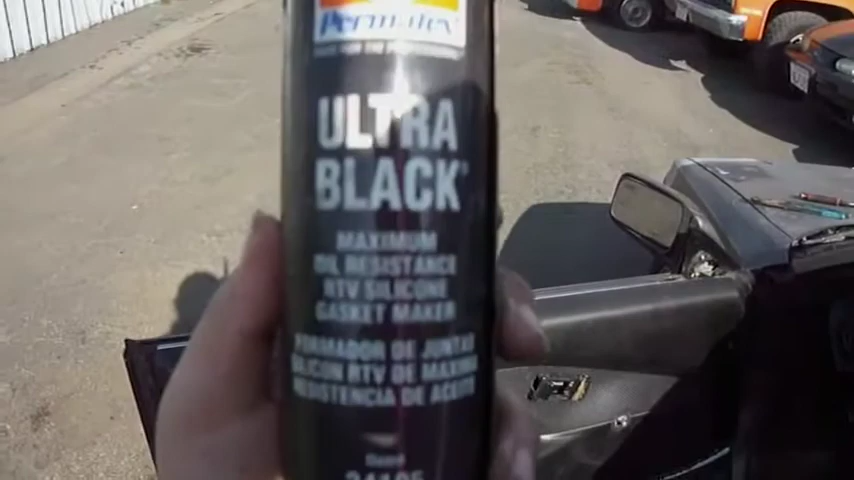 Permatex
ULTRA
BLACK®
MAXIMUM
OIL RESISTANCE
RTV SILICONE
GASKET MAKER
FORMADOR DE JUNTAS
SILICON RTV DE MAXIMA
RESISTENCIA DE ACEITE